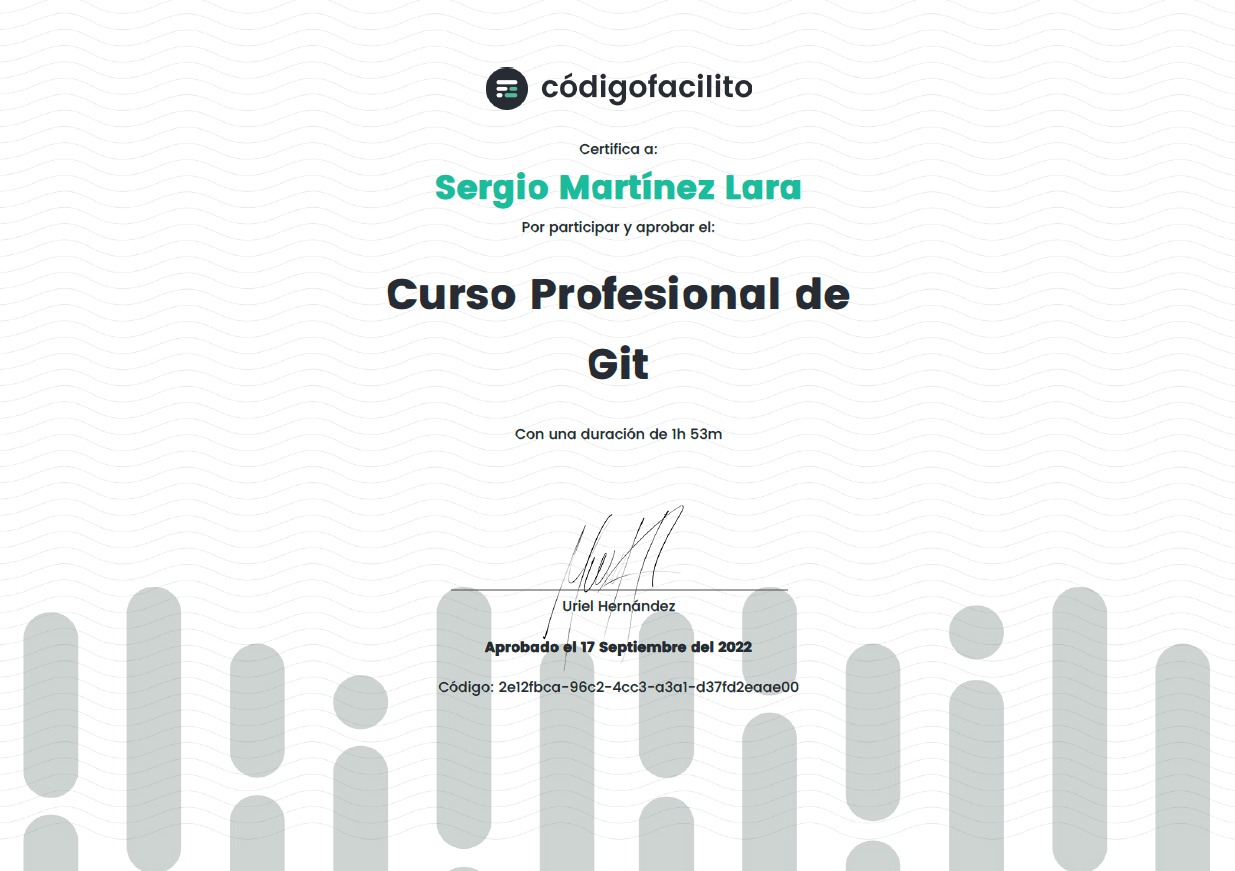 códigofacilito
Certifica a:
Sergio Martínez Lara
Por participar y aprobar el:
Curso Profesional de
Git
Con una duración de 1h 53m
Uriel Hernández
Aprobado el 17 Septiembre del 2022
Código: 2e12fbca-96c2-4cc3-a3a1-d37fd2eaae00